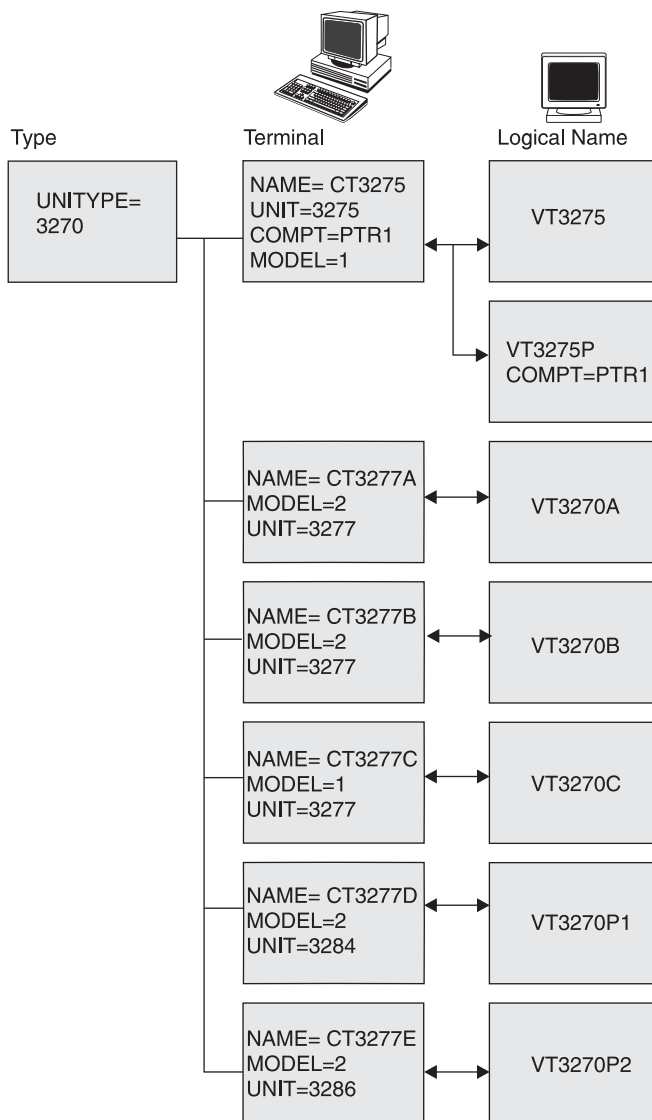 Type
Terminal
Logical Name
UNITYPE=
3270
NAME= CT3275
UNIT=3275
COMPT=PTR1
MODEL=1
VT3275
VT3275P
COMPT=PTR1
NAME= CT3277A
MODEL=2
UNIT=3277
VT3270A
NAME= CT3277B
MODEL=2
UNIT=3277
VT3270B
NAME= CT3277C
MODEL=1
UNIT=3277
VT3270C
NAME= CT3277D
MODEL=2
UNIT=3284
VT3270P1
NAME= CT3277E
MODEL=2
UNIT=3286
VT3270P2